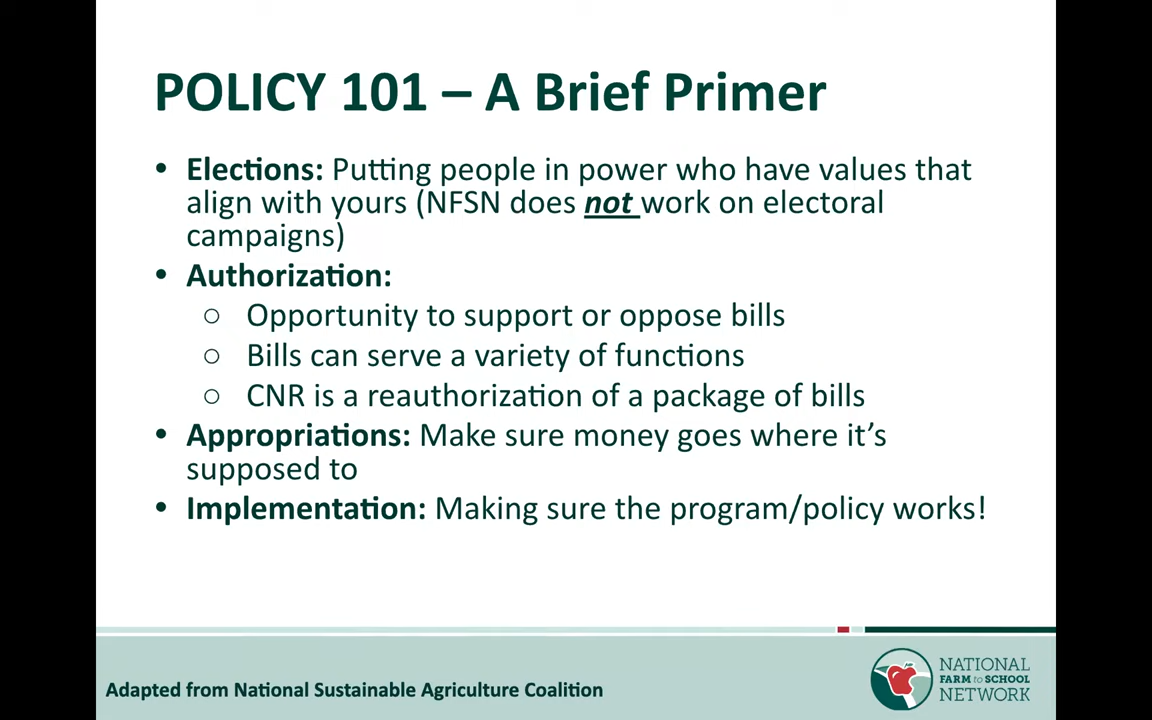 POLICY 101 – A Brief Primer
• Elections: Putting people in power who have values that
align with yours (NFSN does not work on electoral
campaigns)
• Authorization:
○ Opportunity to support or oppose bills
○ Bills can serve a variety of functions
○ CNR is a reauthorization of a package of bills
• Appropriations: Make sure money goes where it's
supposed to
• Implementation: Making sure the program/policy works!
Adapted from National Sustainable Agriculture Coalition
NATIONAL
FARM to SCHOOL
NETWORK